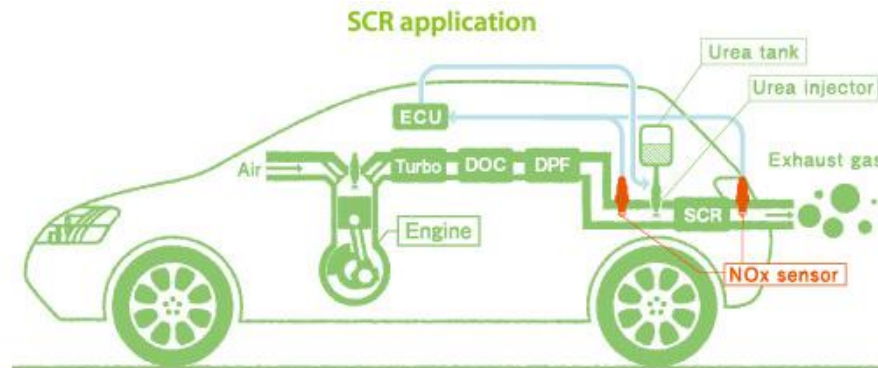 SCR application
Urea tank
Urea injector
ECU
Air
Turbo
DOC
DPF
Exhaust gas
SCR
Engine
NOx sensor